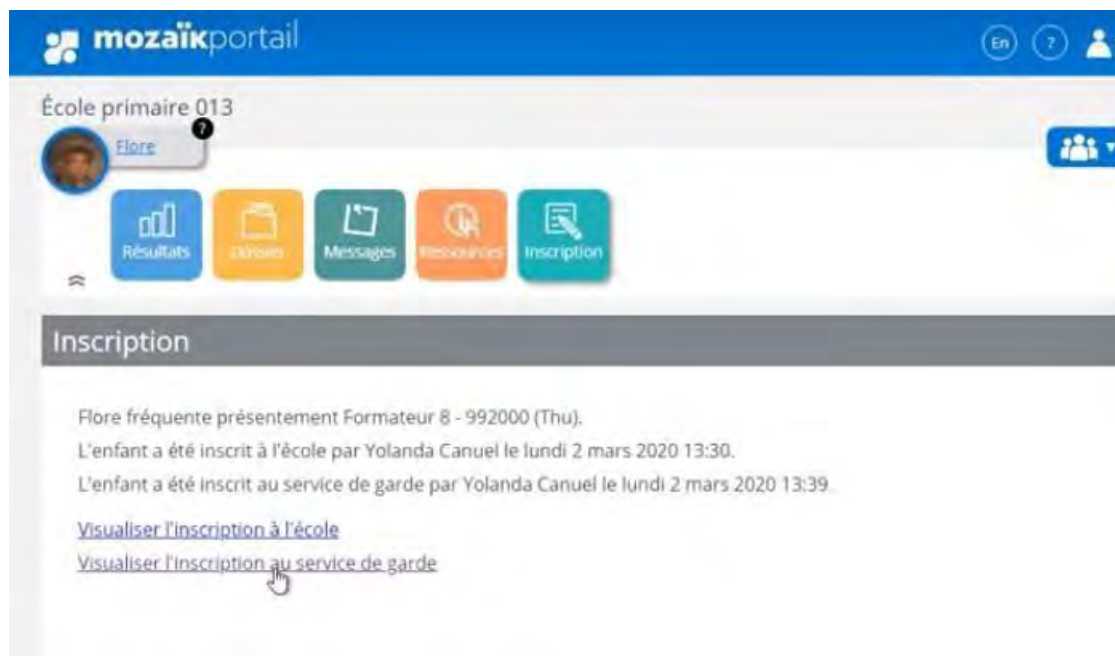 mozaïkportail
En ?
École primaire 013
Flore ?
Résultats Dossier Messages Ressources Inscription
Inscription
Flore fréquente présentement Formateur 8 - 992000 (Thu).
L'enfant a été inscrit à l'école par Yolanda Canuel le lundi 2 mars 2020 13:30.
L'enfant a été inscrit au service de garde par Yolanda Canuel le lundi 2 mars 2020 13:39.
Visualiser l'inscription à l'école
Visualiser l'inscription au service de garde